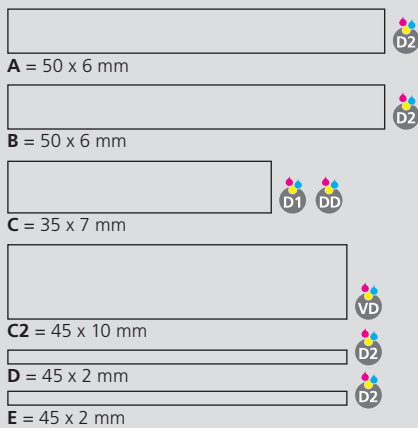 D2
A = 50 x 6 mm
D2
B = 50 x 6 mm
D1 DD
C = 35 x 7 mm
VD
C2 = 45 x 10 mm
D2
D = 45 x 2 mm
D2
E = 45 x 2 mm